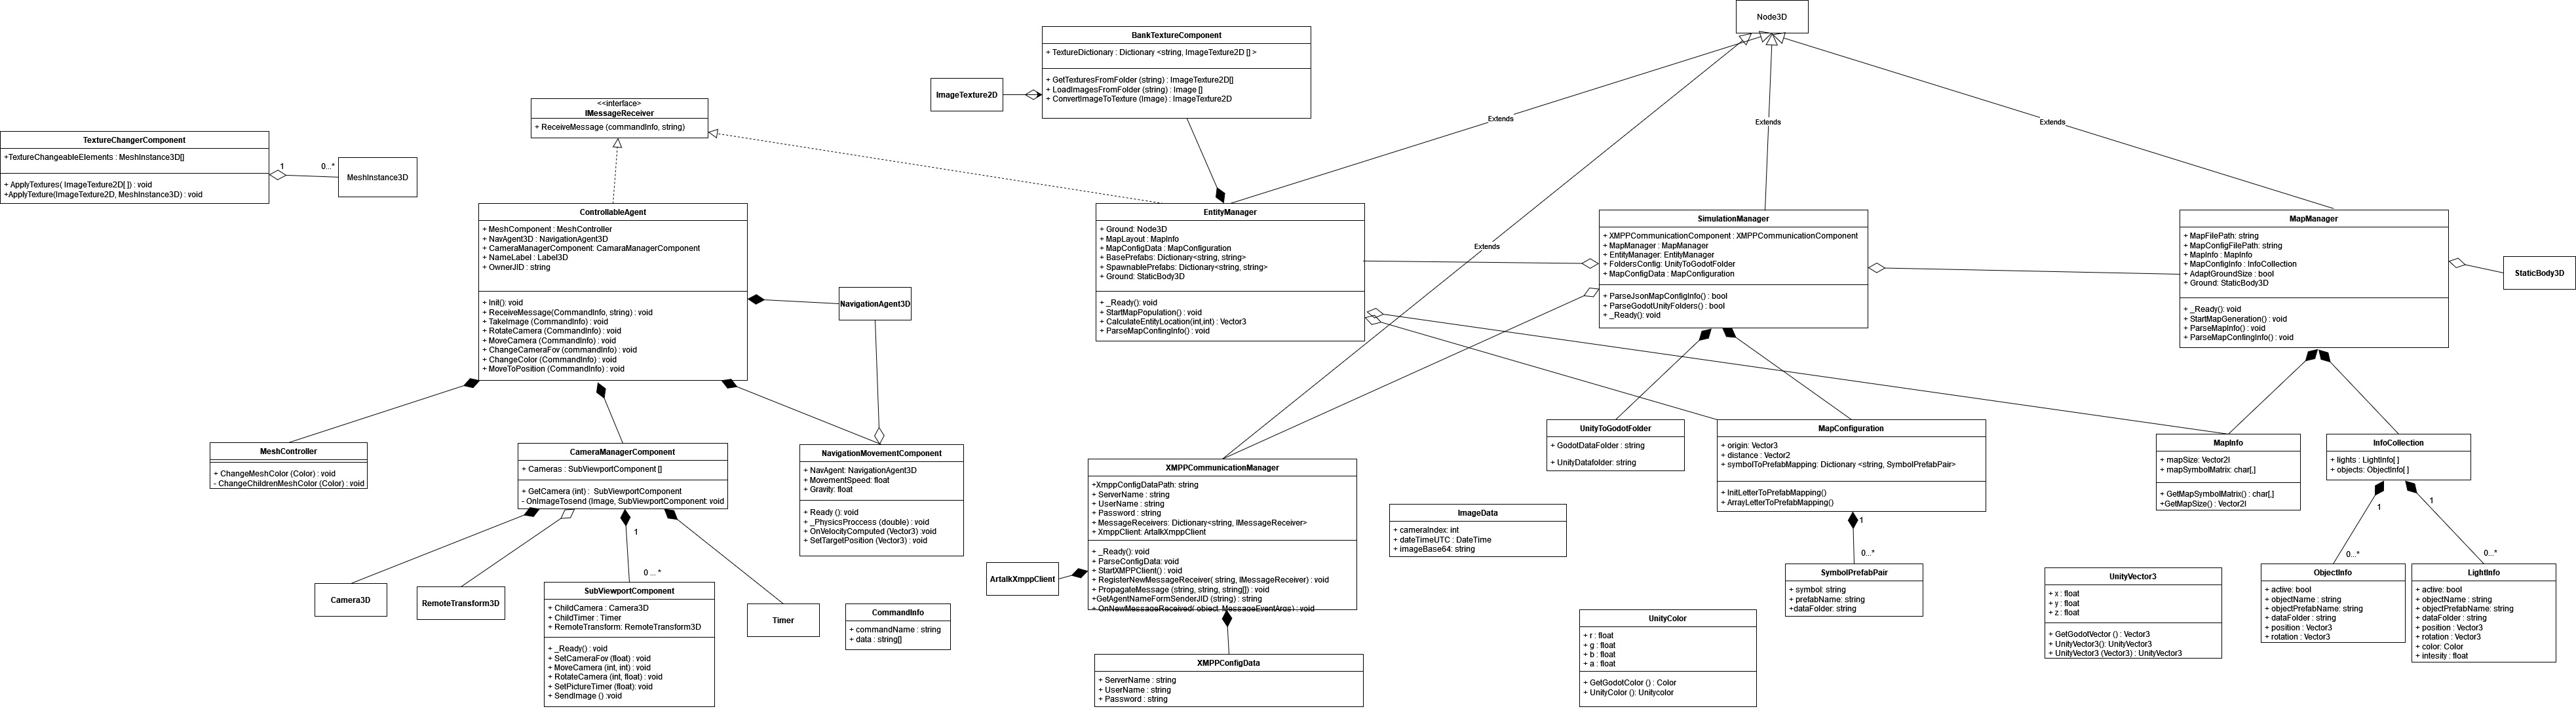 Node3D
BankTextureComponent
+ TextureDictionary : Dictionary <string, ImageTexture2D [] >
+ GetTexturesFromFolder (string) : ImageTexture2D[]
+ LoadImagesFromFolder (string) : Image []
+ ConvertImageToTexture (Image) : ImageTexture2D
ImageTexture2D
<<interface>
IMessageReceiver
+ ReceiveMessage (commandInfo, string)
Extends
Extends
Extends
Extends
TextureChangerComponent
+TextureChangeableElements : MeshInstance3D[]
+ ApplyTextures( ImageTexture2D[ ]) : void
+ApplyTexture(ImageTexture2D, MeshInstance3D) : void
1
0...*
MeshInstance3D
ControllableAgent
+ MeshComponent : MeshController
+ NavAgent3D : NavigationAgent3D
+ CameraManagerComponent: CamaraManagerComponent
+ NameLabel : Label3D
+ OwnerJID : string
+ Init(): void
+ ReceiveMessage(CommandInfo, string) : void
+ TakeImage (CommandInfo) : void
+ RotateCamera (CommandInfo) : void
+ MoveCamera (CommandInfo) : void
+ ChangeCameraFov (commandInfo) : void
+ ChangeColor (CommandInfo) : void
+ MoveToPosition (CommandInfo) : void
NavigationAgent3D
EntityManager
+ Ground: Node3D
+ MapLayout : MapInfo
+ MapConfigData : MapConfiguration
+ BasePrefabs: Dictionary<string, string>
+ SpawnablePrefabs: Dictionary<string, string>
+ Ground: StaticBody3D
+ _Ready(): void
+ StartMapPopulation() : void
+ CalculateEntityLocation(int,int) : Vector3
+ ParseMapConfingInfo() : void
SimulationManager
+ XMPPCommunicationComponent : XMPPCommunicationComponent
+ MapManager : MapManager
+ EntityManager: EntityManager
+ FoldersConfig: UnityToGodotFolder
+ MapConfigData : MapConfiguration
+ ParseJsonMapConfigInfo() : bool
+ ParseGodotUnityFolders() : bool
+ _Ready(): void
MapManager
+ MapFilePath: string
+ MapConfigFilePath: string
+ MapInfo : MapInfo
+ MapConfigInfo : InfoCollection
+ AdaptGroundSize : bool
+ Ground: StaticBody3D
+ _Ready(): void
+ StartMapGeneration() : void
+ ParseMapInfo() : void
+ ParseMapConfingInfo() : void
StaticBody3D
MeshController
+ ChangeMeshColor (Color) : void
- ChangeChildrenMeshColor (Color) : void
CameraManagerComponent
+ Cameras : SubViewportComponent []
+ GetCamera (int) :  SubViewportComponent
- OnImageTosend (Image, SubViewportComponent: void
NavigationMovementComponent
+ NavAgent: NavigationAgent3D
+ MovementSpeed: float
+ Gravity: float
+ Ready (): void
+ _PhysicsProccess (double) : void
+ OnVelocityComputed (Vector3) :void
+ SetTargetPosition (Vector3) : void
Camera3D
RemoteTransform3D
1
0 ... *
SubViewportComponent
+ ChildCamera : Camera3D
+ ChildTimer : Timer
+ RemoteTransform: RemoteTransform3D
+ _Ready() : void
+ SetCameraFov (float) : void
+ MoveCamera (int, int) : void
+ RotateCamera (int, float) : void
+ SetPictureTimer (float): void
+ SendImage () :void
Timer
CommandInfo
+ commandName : string
+ data : string[]
XMPPCommunicationManager
+XmppConfigDataPath: string
+ ServerName : string
+ UserName : string
+ Password : string
+ MessageReceivers: Dictionary<string, IMessageReceiver>
+ XmppClient: ArtalkXmppClient
+ _Ready(): void
+ ParseConfigData: void
+ StartXMPPClient() : void
+ RegisterNewMessageReceiver( string, IMessageReceiver) : void
+ PropagateMessage (string, string, string[]) : void
+GetAgentNameFormSenderJID (string) : string
+ OnNewMessageReceived( object, MessageEventArgs) : void
ArtalkXmppClient
XMPPConfigData
+ ServerName : string
+ UserName : string
+ Password : string
ImageData
+ cameraIndex: int
+ dateTimeUTC : DateTime
+ imageBase64: string
UnityToGodotFolder
+ GodotDataFolder : string
+ UnityDatafolder: string
MapConfiguration
+ origin: Vector3
+ distance : Vector2
+ symbolToPrefabMapping: Dictionary <string, SymbolPrefabPair>
+ InitLetterToPrefabMapping()
+ ArrayLetterToPrefabMapping()
1
0...*
SymbolPrefabPair
+ symbol: string
+ prefabName: string
+dataFolder: string
UnityColor
+ r : float
+ g : float
+ b : float
+ a : float
+ GetGodotColor () : Color
+ UnityColor (): Unitycolor
MapInfo
+ mapSize: Vector2I
+ mapSymbolMatrix: char[,]
+ GetMapSymbolMatrix() : char[,]
+GetMapSize() : Vector2I
InfoCollection
+ lights : LightInfo[ ]
+ objects: ObjectInfo[ ]
1
1
0...*
0...*
UnityVector3
+ x : float
+ y : float
+ z : float
+ GetGodotVector () : Vector3
+ UnityVector3(): UnityVector3
+ UnityVector3 (Vector3) : UnityVector3
ObjectInfo
+ active: bool
+ objectName : string
+ objectPrefabName: string
+ dataFolder : string
+ position : Vector3
+ rotation : Vector3
LightInfo
+ active: bool
+ objectName : string
+ objectPrefabName: string
+ dataFolder : string
+ position : Vector3
+ rotation : Vector3
+ color: Color
+ intesity : float